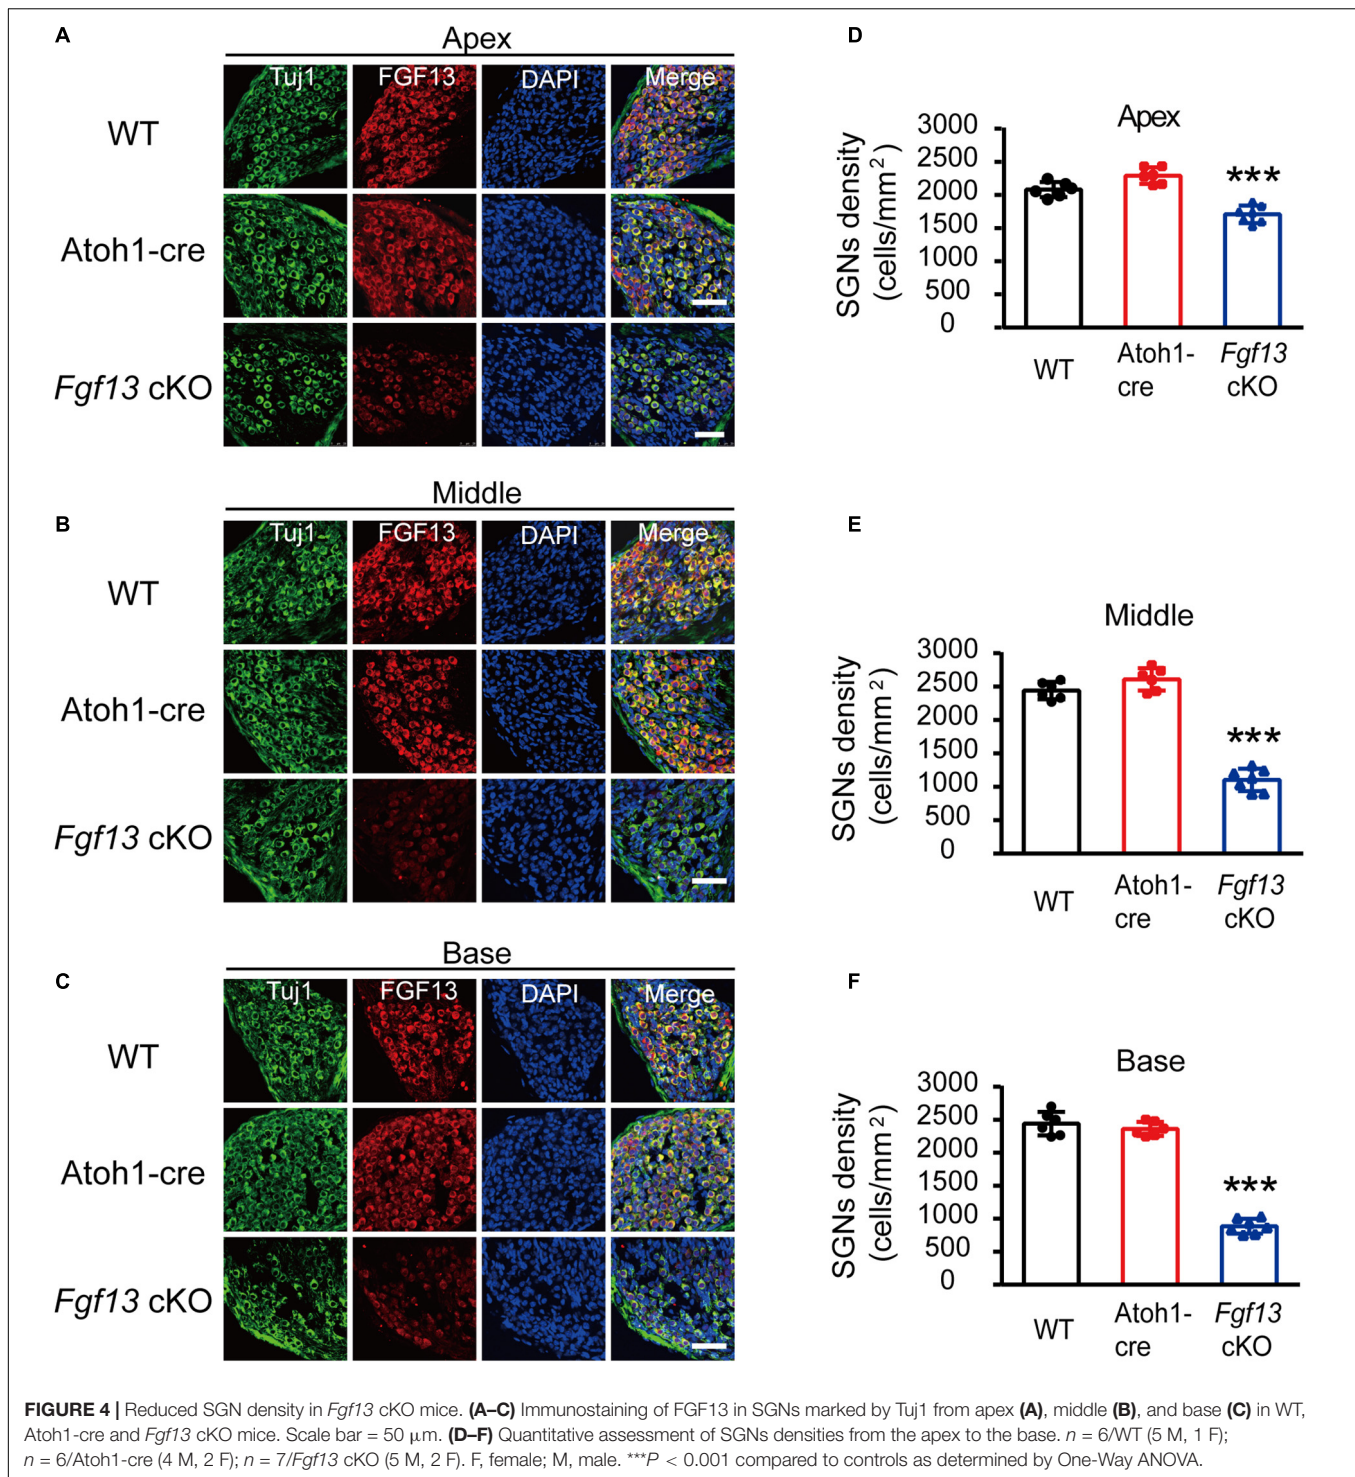 A
Apex
Tuj1 FGF13 DAPI Merge
WT
Atoh1-cre
Fgf13 cKO
B
Middle
Tuj1 FGF13 DAPI Merge
WT
Atoh1-cre
Fgf13 cKO
C
Base
Tuj1 FGF13 DAPI Merge
WT
Atoh1-cre
Fgf13 cKO
D
Apex
SGNs density
(cells/mm²)
3000
2500
2000
1500
1000
500
0
***
WT Atoh1- Fgf13
cre cKO
E
Middle
SGNs density
(cells/mm²)
3000
2500
2000
1500
1000
500
0
***
WT Atoh1- Fgf13
cre cKO
F
Base
SGNs density
(cells/mm²)
3000
2500
2000
1500
1000
500
0
***
WT Atoh1- Fgf13
cre cKO
FIGURE 4 | Reduced SGN density in Fgf13 cKO mice. (A–C) Immunostaining of FGF13 in SGNs marked by Tuj1 from apex (A), middle (B), and base (C) in WT,
Atoh1-cre and Fgf13 cKO mice. Scale bar = 50 μm. (D–F) Quantitative assessment of SGNs densities from the apex to the base. n = 6/WT (5 M, 1 F);
n = 6/Atoh1-cre (4 M, 2 F); n = 7/Fgf13 cKO (5 M, 2 F). F, female; M, male. ***P < 0.001 compared to controls as determined by One-Way ANOVA.